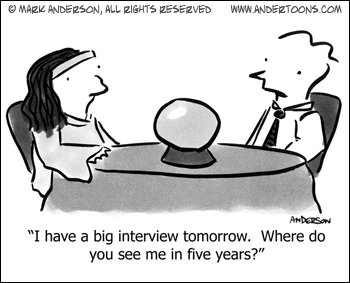 © MARK ANDERSON, ALL RIGHTS RESERVED WWW.ANDERTOONS.COM
ANDERSON
“I have a big interview tomorrow.  Where do
you see me in five years?”